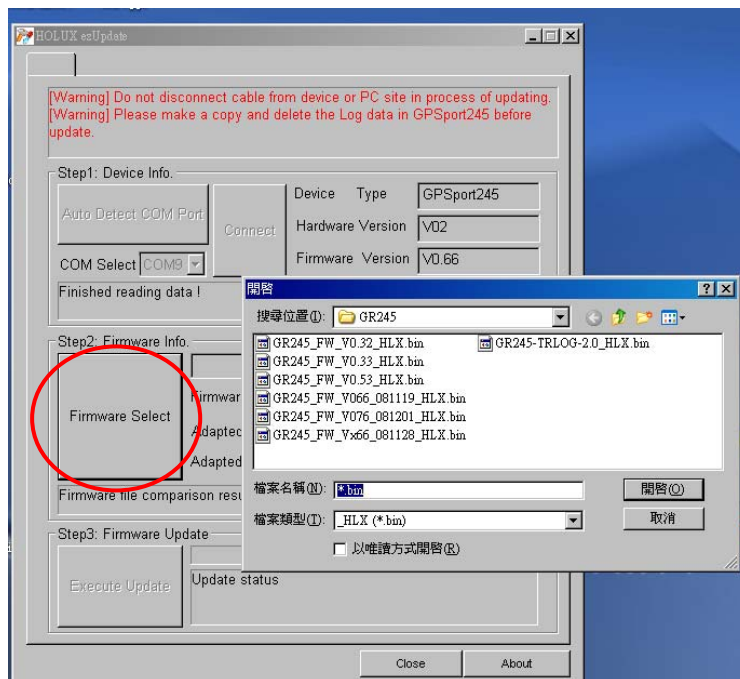 HOLUX ezUpdate
[Warning] Do not disconnect cable from device or PC site in process of updating.
[Warning] Please make a copy and delete the Log data in GPSport245 before
update.
Step1: Device Info.
Auto Detect COM Port
Connect
Device Type GPSport245
Hardware Version V02
Firmware Version V0.66
COM Select COM9
Finished reading data !
Step2: Firmware Info.
Firmware Select
Adapted
Adapted
Firmware file comparison
Step3: Firmware Update
Execute Update
Update status
Close
About
開啓
搜尋位置(I): GR245
GR245_FW_V0.32_HLX.bin
GR245_FW_V0.33_HLX.bin
GR245_FW_V0.53_HLX.bin
GR245_FW_V066_081119_HLX.bin
GR245_FW_V076_081201_HLX.bin
GR245_FW_Vx66_081128_HLX.bin
GR245-TRLOG-2.0_HLX.bin
檔案名稱(N): *.bin
開啓(O)
檔案類型(T): _HLX (*.bin)
取消
以唯讀方式開啓(R)